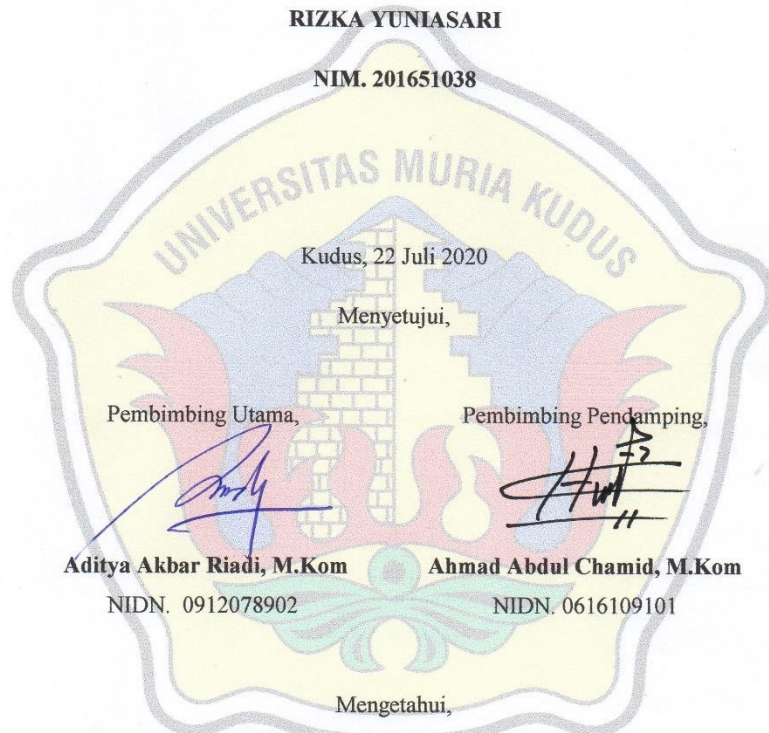 RIZKA YUNIASARI
NIM. 201651038
UNIVERSITAS MURIA KUDUS
Kudus, 22 Juli 2020
Menyetujui,
Pembimbing Utama, Pembimbing Pendamping,
Aditya Akbar Riadi, M.Kom Ahmad Abdul Chamid, M.Kom
NIDN. 0912078902 NIDN. 0616109101
Mengetahui,